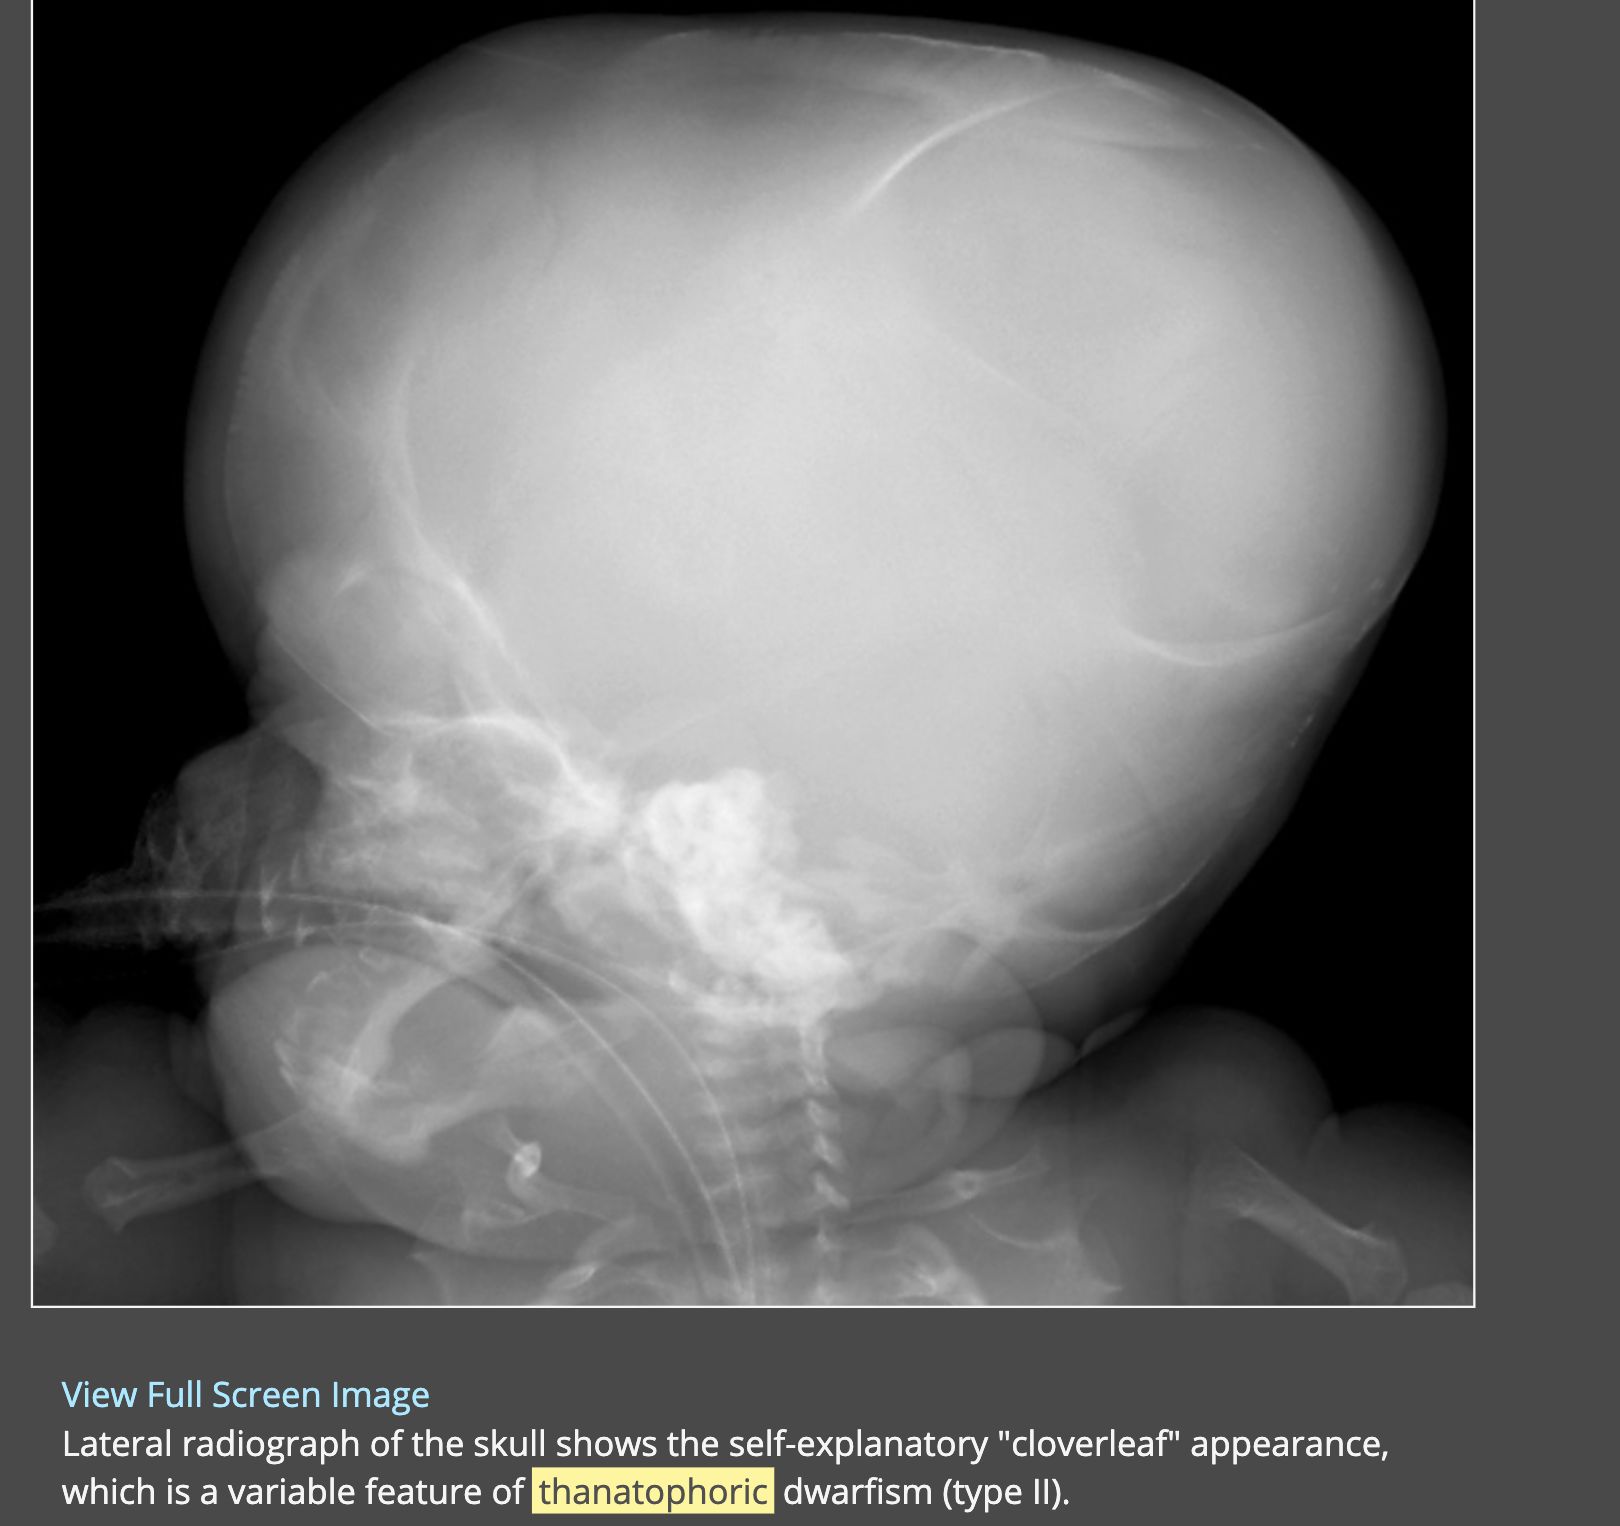 View Full Screen Image
Lateral radiograph of the skull shows the self-explanatory "cloverleaf" appearance,
which is a variable feature of thanatophoric dwarfism (type II).